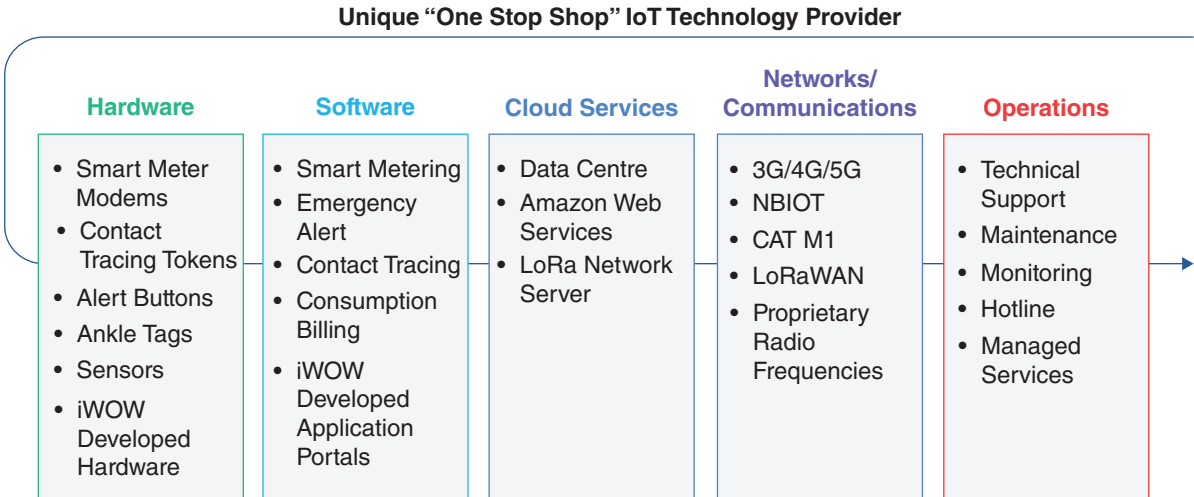 Unique “One Stop Shop” IoT Technology Provider
Hardware
• Smart Meter
Modems
• Contact
Tracing Tokens
• Alert Buttons
• Ankle Tags
• Sensors
• iWOW
Developed
Hardware
Software
• Smart Metering
• Emergency
Alert
• Contact Tracing
• Consumption
Billing
• iWOW
Developed
Application
Portals
Cloud Services
• Data Centre
• Amazon Web
Services
• LoRa Network
Server
Networks/
Communications
• 3G/4G/5G
• NBIOT
• CAT M1
• LoRaWAN
• Proprietary
Radio
Frequencies
Operations
• Technical
Support
• Maintenance
• Monitoring
• Hotline
• Managed
Services